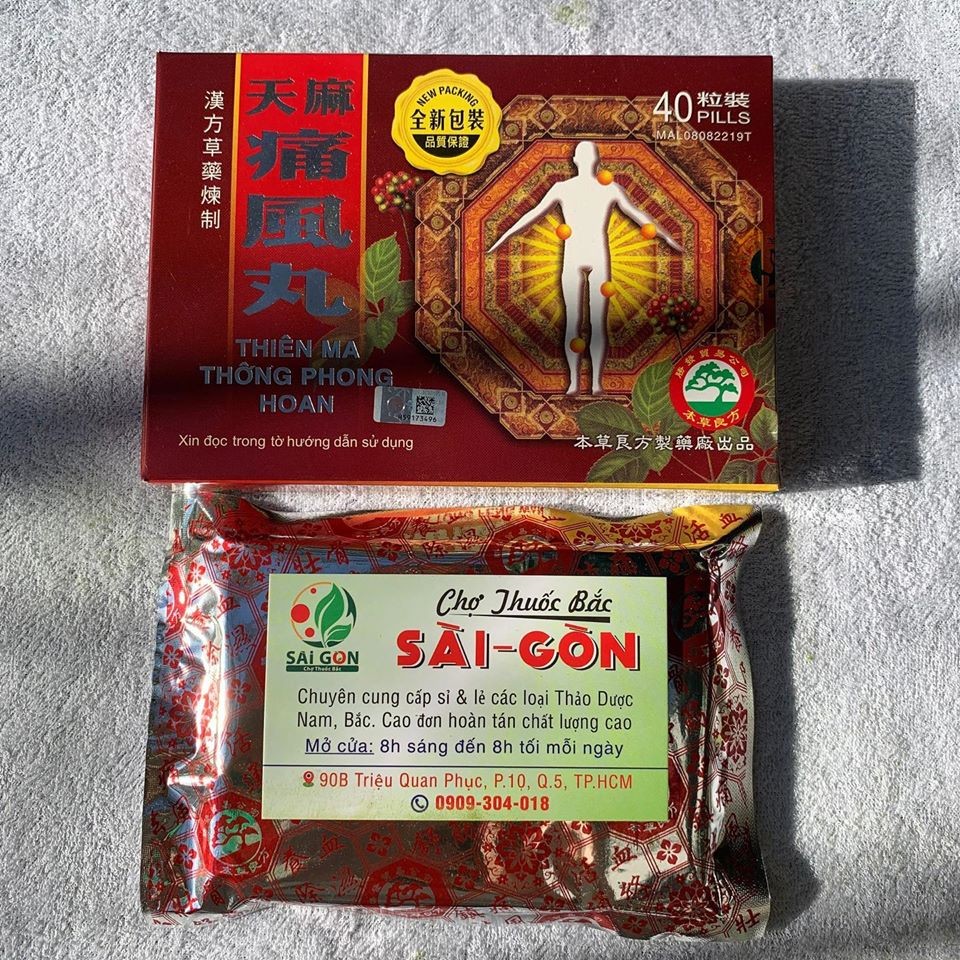 漢方草藥煉制
天麻
痛風丸
THIÊN MA
THỐNG PHONG
HOAN
Xin đọc trong tờ hướng dẫn sử dụng
NEW PACKING
全新包裝
品質保證
40粒裝
PILLS
MAL08082219T
本草良方
本草良方製藥廠出品
SÀI GÒN
Chợ Thuốc Bắc
Chợ Thuốc Bắc
SÀI-GÒN
Chuyên cung cấp sỉ & lẻ các loại Thảo Dược
Nam, Bắc. Cao đơn hoàn tán chất lượng cao
Mở cửa: 8h sáng đến 8h tối mỗi ngày
90B Triệu Quan Phục, P.10, Q.5, TP.HCM
0909-304-018